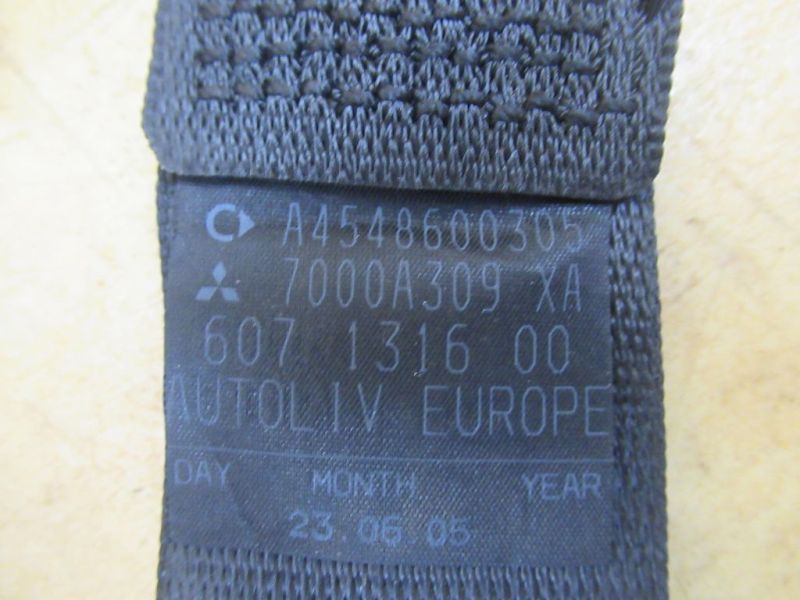 A4548600305
7000A309 XA
607 1316 00
AUTOLIV EUROPE
DAY MONTH YEAR
23.06.05